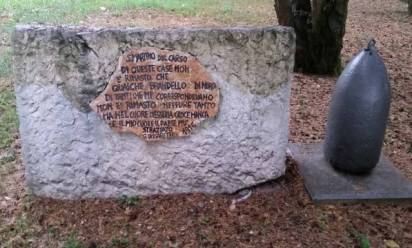 S. MARTINO DEL CARSO
DI QUESTE CASE NON
È RIMASTO CHE
QUALCHE BRANDELLO DI MURO
DI TANTI CHE MI CORRISPONDEVANO
NON È RIMASTO NEPPURE TANTO
MA NEL CUORE NESSUNA CROCE MANCA
È IL MIO CUORE IL PAESE PIÙ
STRAZIATO